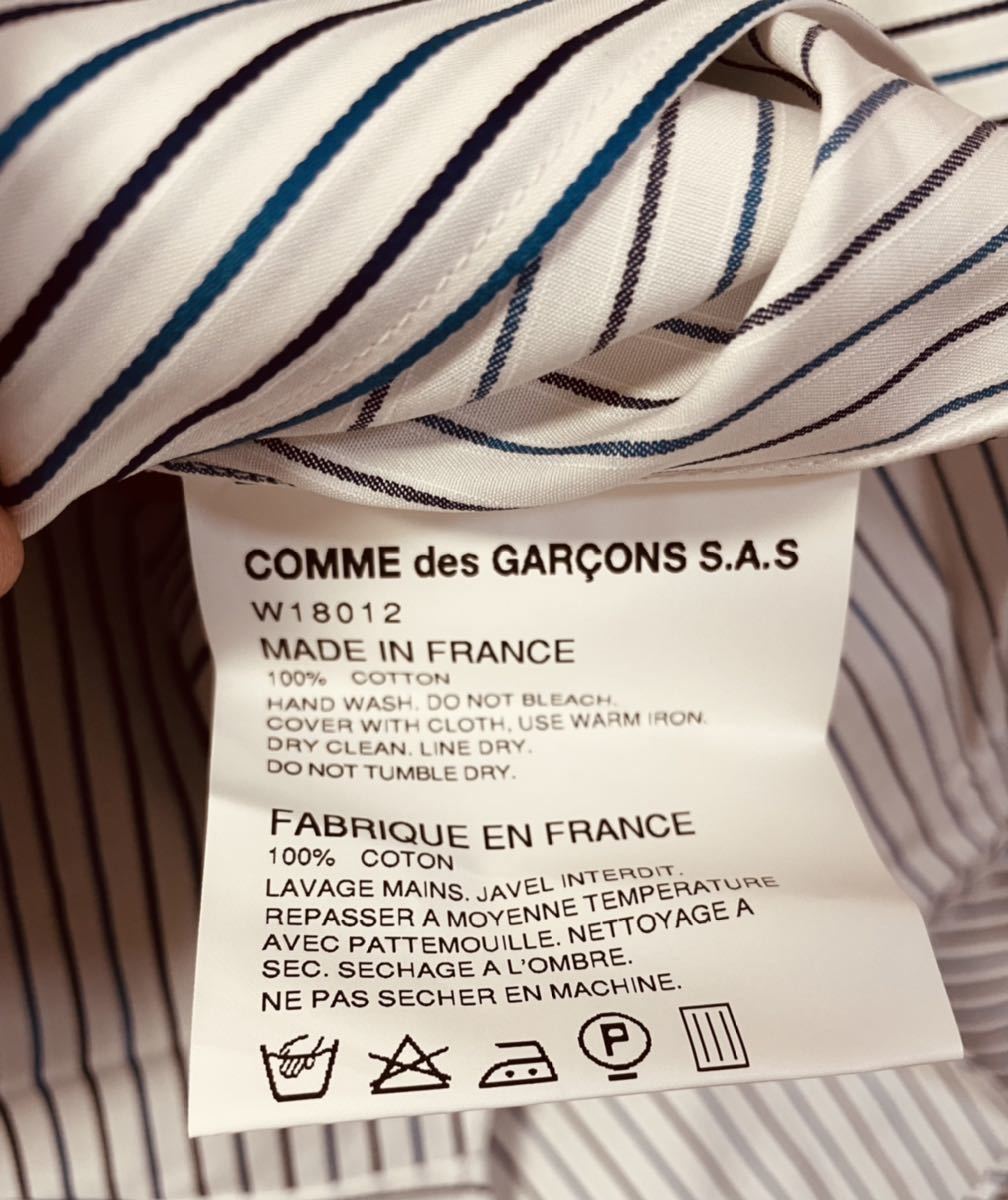 COMME des GARÇONS S.A.S
W18012
MADE IN FRANCE
100% COTTON
HAND WASH. DO NOT BLEACH.
COVER WITH CLOTH, USE WARM IRON.
DRY CLEAN. LINE DRY.
DO NOT TUMBLE DRY.
FABRIQUE EN FRANCE
100% COTON
LAVAGE MAINS. JAVEL INTERDIT.
REPASSER A MOYENNE TEMPERATURE
AVEC PATTEMOUILLE. NETTOYAGE A
SEC. SECHAGE A L'OMBRE.
NE PAS SECHER EN MACHINE.
P